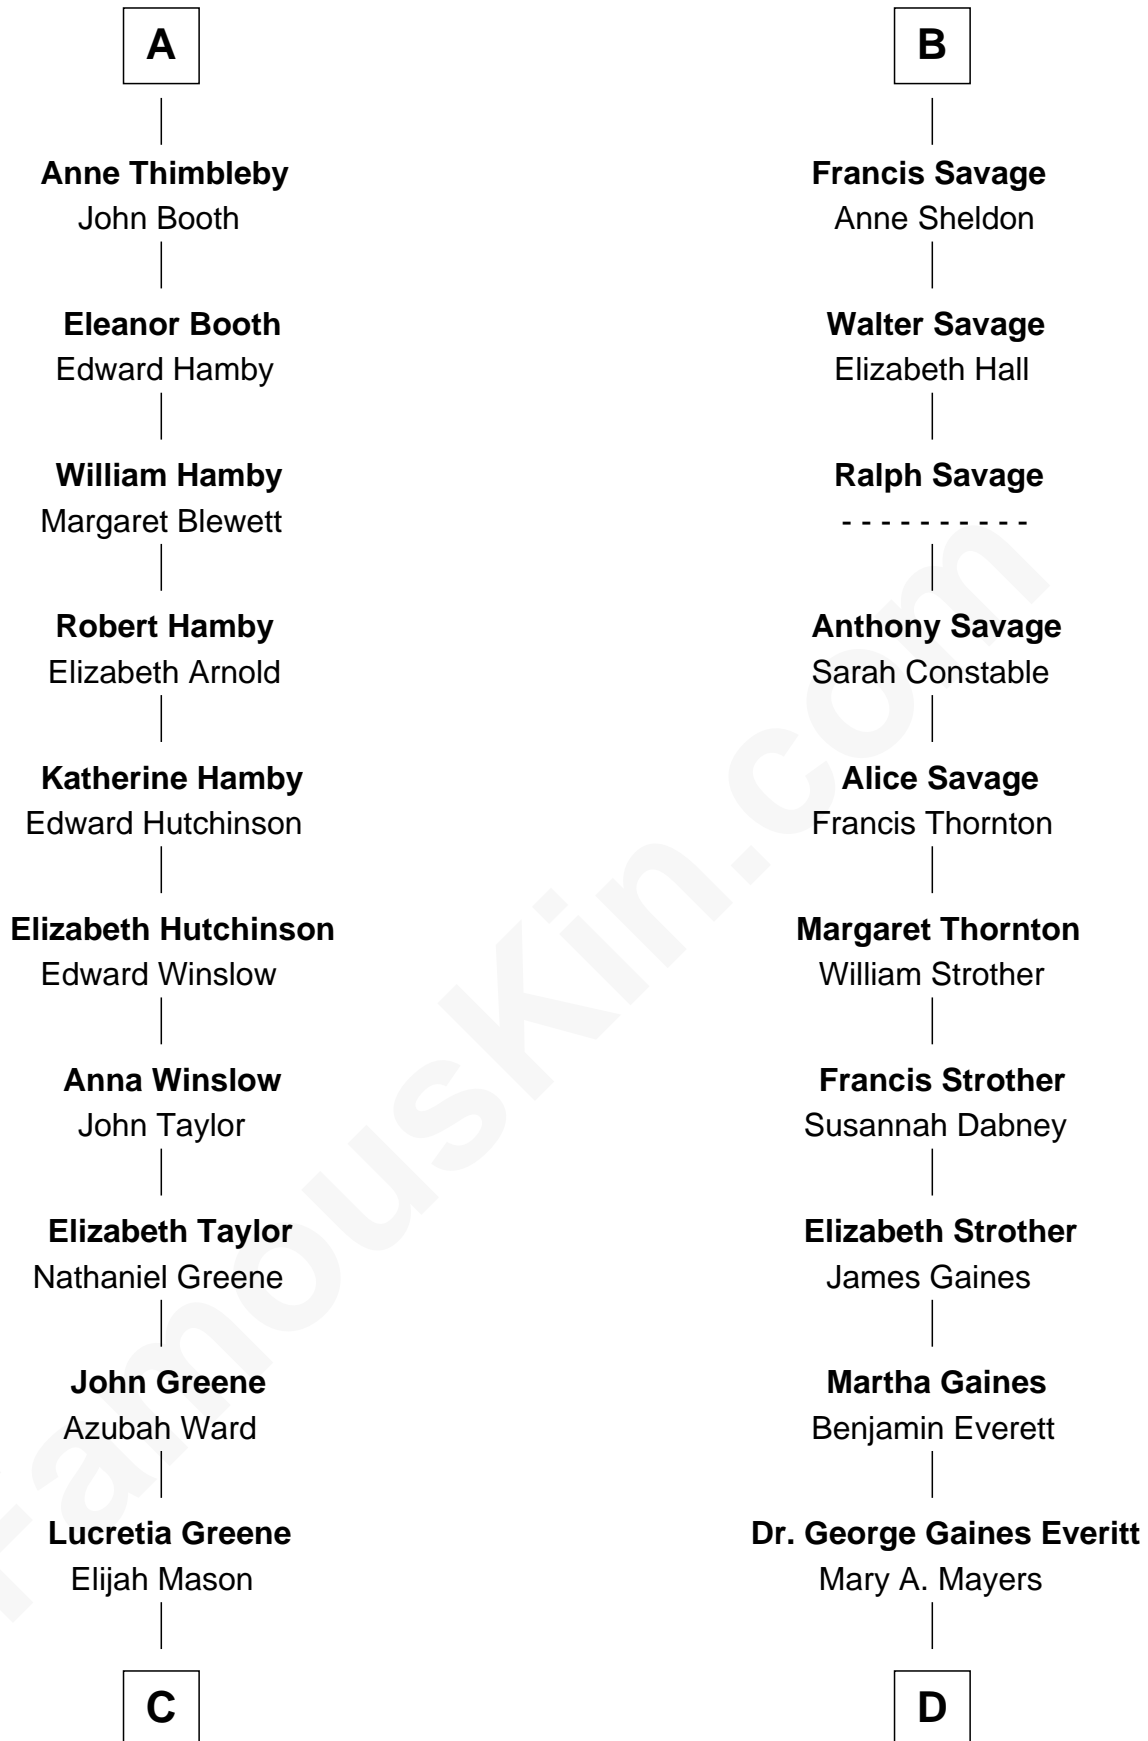 A
Anne Thimbleby
John Booth
Eleanor Booth
Edward Hamby
William Hamby
Margaret Blewett
Robert Hamby
Elizabeth Arnold
Katherine Hamby
Edward Hutchinson
Elizabeth Hutchinson
Edward Winslow
Anna Winslow
John Taylor
Elizabeth Taylor
Nathaniel Greene
John Greene
Azubah Ward
Lucretia Greene
Elijah Mason
C
B
Francis Savage
Anne Sheldon
Walter Savage
Elizabeth Hall
Ralph Savage
- - - - - - - - - -
Anthony Savage
Sarah Constable
Alice Savage
Francis Thornton
Margaret Thornton
William Strother
Francis Strother
Susannah Dabney
Elizabeth Strother
James Gaines
Martha Gaines
Benjamin Everett
Dr. George Gaines Everitt
Mary A. Mayers
D
FamousKin.com